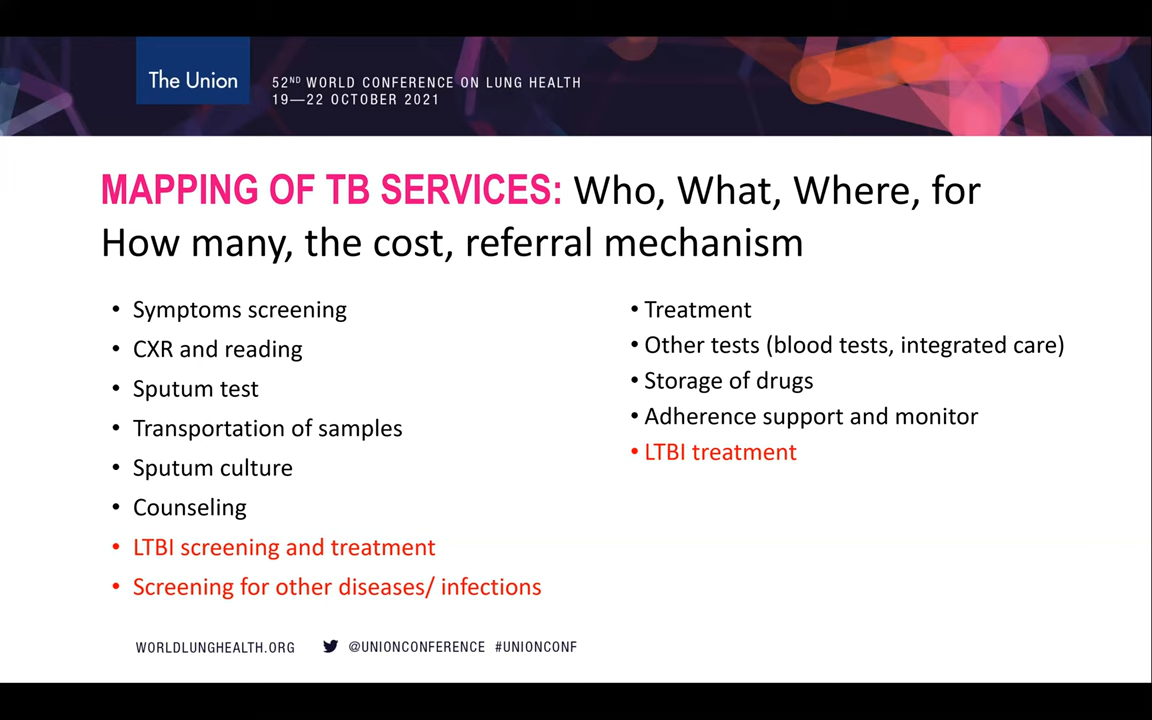 The Union
52ND WORLD CONFERENCE ON LUNG HEALTH
19—22 OCTOBER 2021
MAPPING OF TB SERVICES: Who, What, Where, for
How many, the cost, referral mechanism
• Symptoms screening
• CXR and reading
• Sputum test
• Transportation of samples
• Sputum culture
• Counseling
• LTBI screening and treatment
• Screening for other diseases/ infections
• Treatment
• Other tests (blood tests, integrated care)
• Storage of drugs
• Adherence support and monitor
• LTBI treatment
WORLDLUNGHEALTH.ORG @UNIONCONFERENCE #UNIONCONF